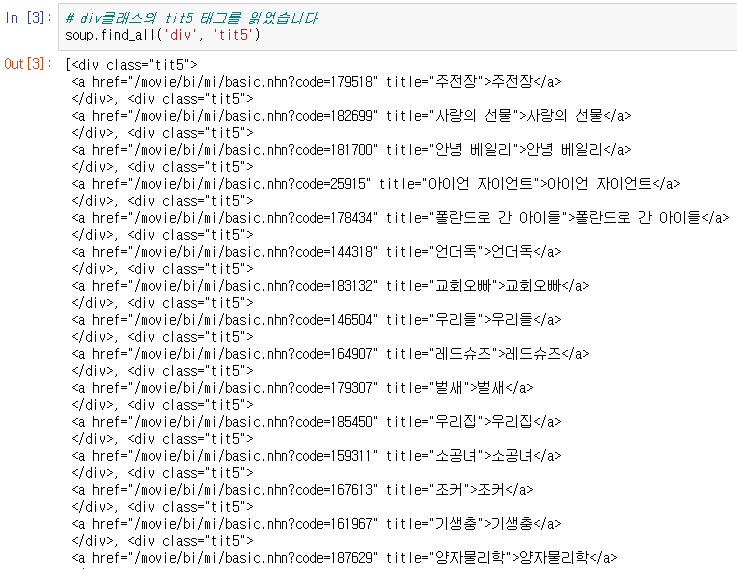 In [3]: # div클래스의 tit5 태그를 읽었습니다
soup.find_all('div', 'tit5')
Out[3]: [<div class="tit5">
<a href="/movie/bi/mi/basic.nhn?code=179518" title="주전장">주전장</a>
</div>, <div class="tit5">
<a href="/movie/bi/mi/basic.nhn?code=182699" title="사랑의 선물">사랑의 선물</a>
</div>, <div class="tit5">
<a href="/movie/bi/mi/basic.nhn?code=181700" title="안녕 베일리">안녕 베일리</a>
</div>, <div class="tit5">
<a href="/movie/bi/mi/basic.nhn?code=25915" title="아이언 자이언트">아이언 자이언트</a>
</div>, <div class="tit5">
<a href="/movie/bi/mi/basic.nhn?code=178434" title="폴란드로 간 아이들">폴란드로 간 아이들</a>
</div>, <div class="tit5">
<a href="/movie/bi/mi/basic.nhn?code=144318" title="언더독">언더독</a>
</div>, <div class="tit5">
<a href="/movie/bi/mi/basic.nhn?code=183132" title="교회오빠">교회오빠</a>
</div>, <div class="tit5">
<a href="/movie/bi/mi/basic.nhn?code=146504" title="우리들">우리들</a>
</div>, <div class="tit5">
<a href="/movie/bi/mi/basic.nhn?code=164907" title="레드슈즈">레드슈즈</a>
</div>, <div class="tit5">
<a href="/movie/bi/mi/basic.nhn?code=179307" title="벌새">벌새</a>
</div>, <div class="tit5">
<a href="/movie/bi/mi/basic.nhn?code=185450" title="우리집">우리집</a>
</div>, <div class="tit5">
<a href="/movie/bi/mi/basic.nhn?code=159311" title="소공녀">소공녀</a>
</div>, <div class="tit5">
<a href="/movie/bi/mi/basic.nhn?code=167613" title="조커">조커</a>
</div>, <div class="tit5">
<a href="/movie/bi/mi/basic.nhn?code=161967" title="기생충">기생충</a>
</div>, <div class="tit5">
<a href="/movie/bi/mi/basic.nhn?code=187629" title="양자물리학">양자물리학</a>